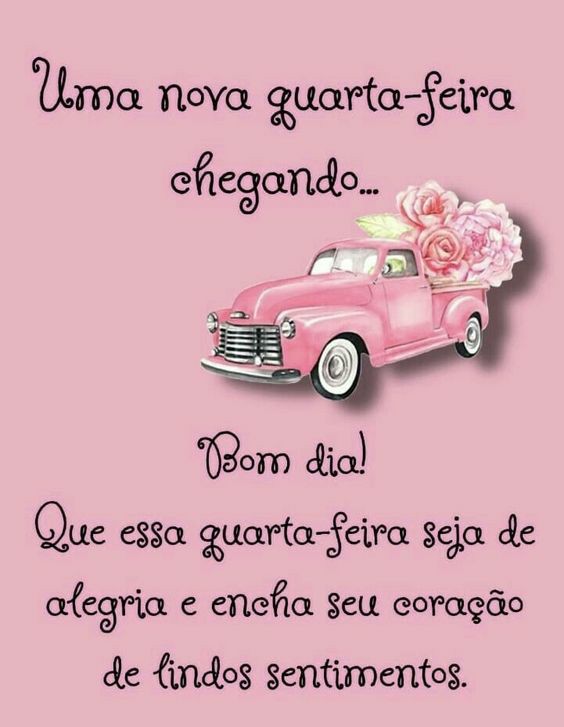 Uma nova quarta-feira
chegando...
Bom dia!
Que essa quarta-feira seja de
alegria e encha seu coração
de lindos sentimentos.